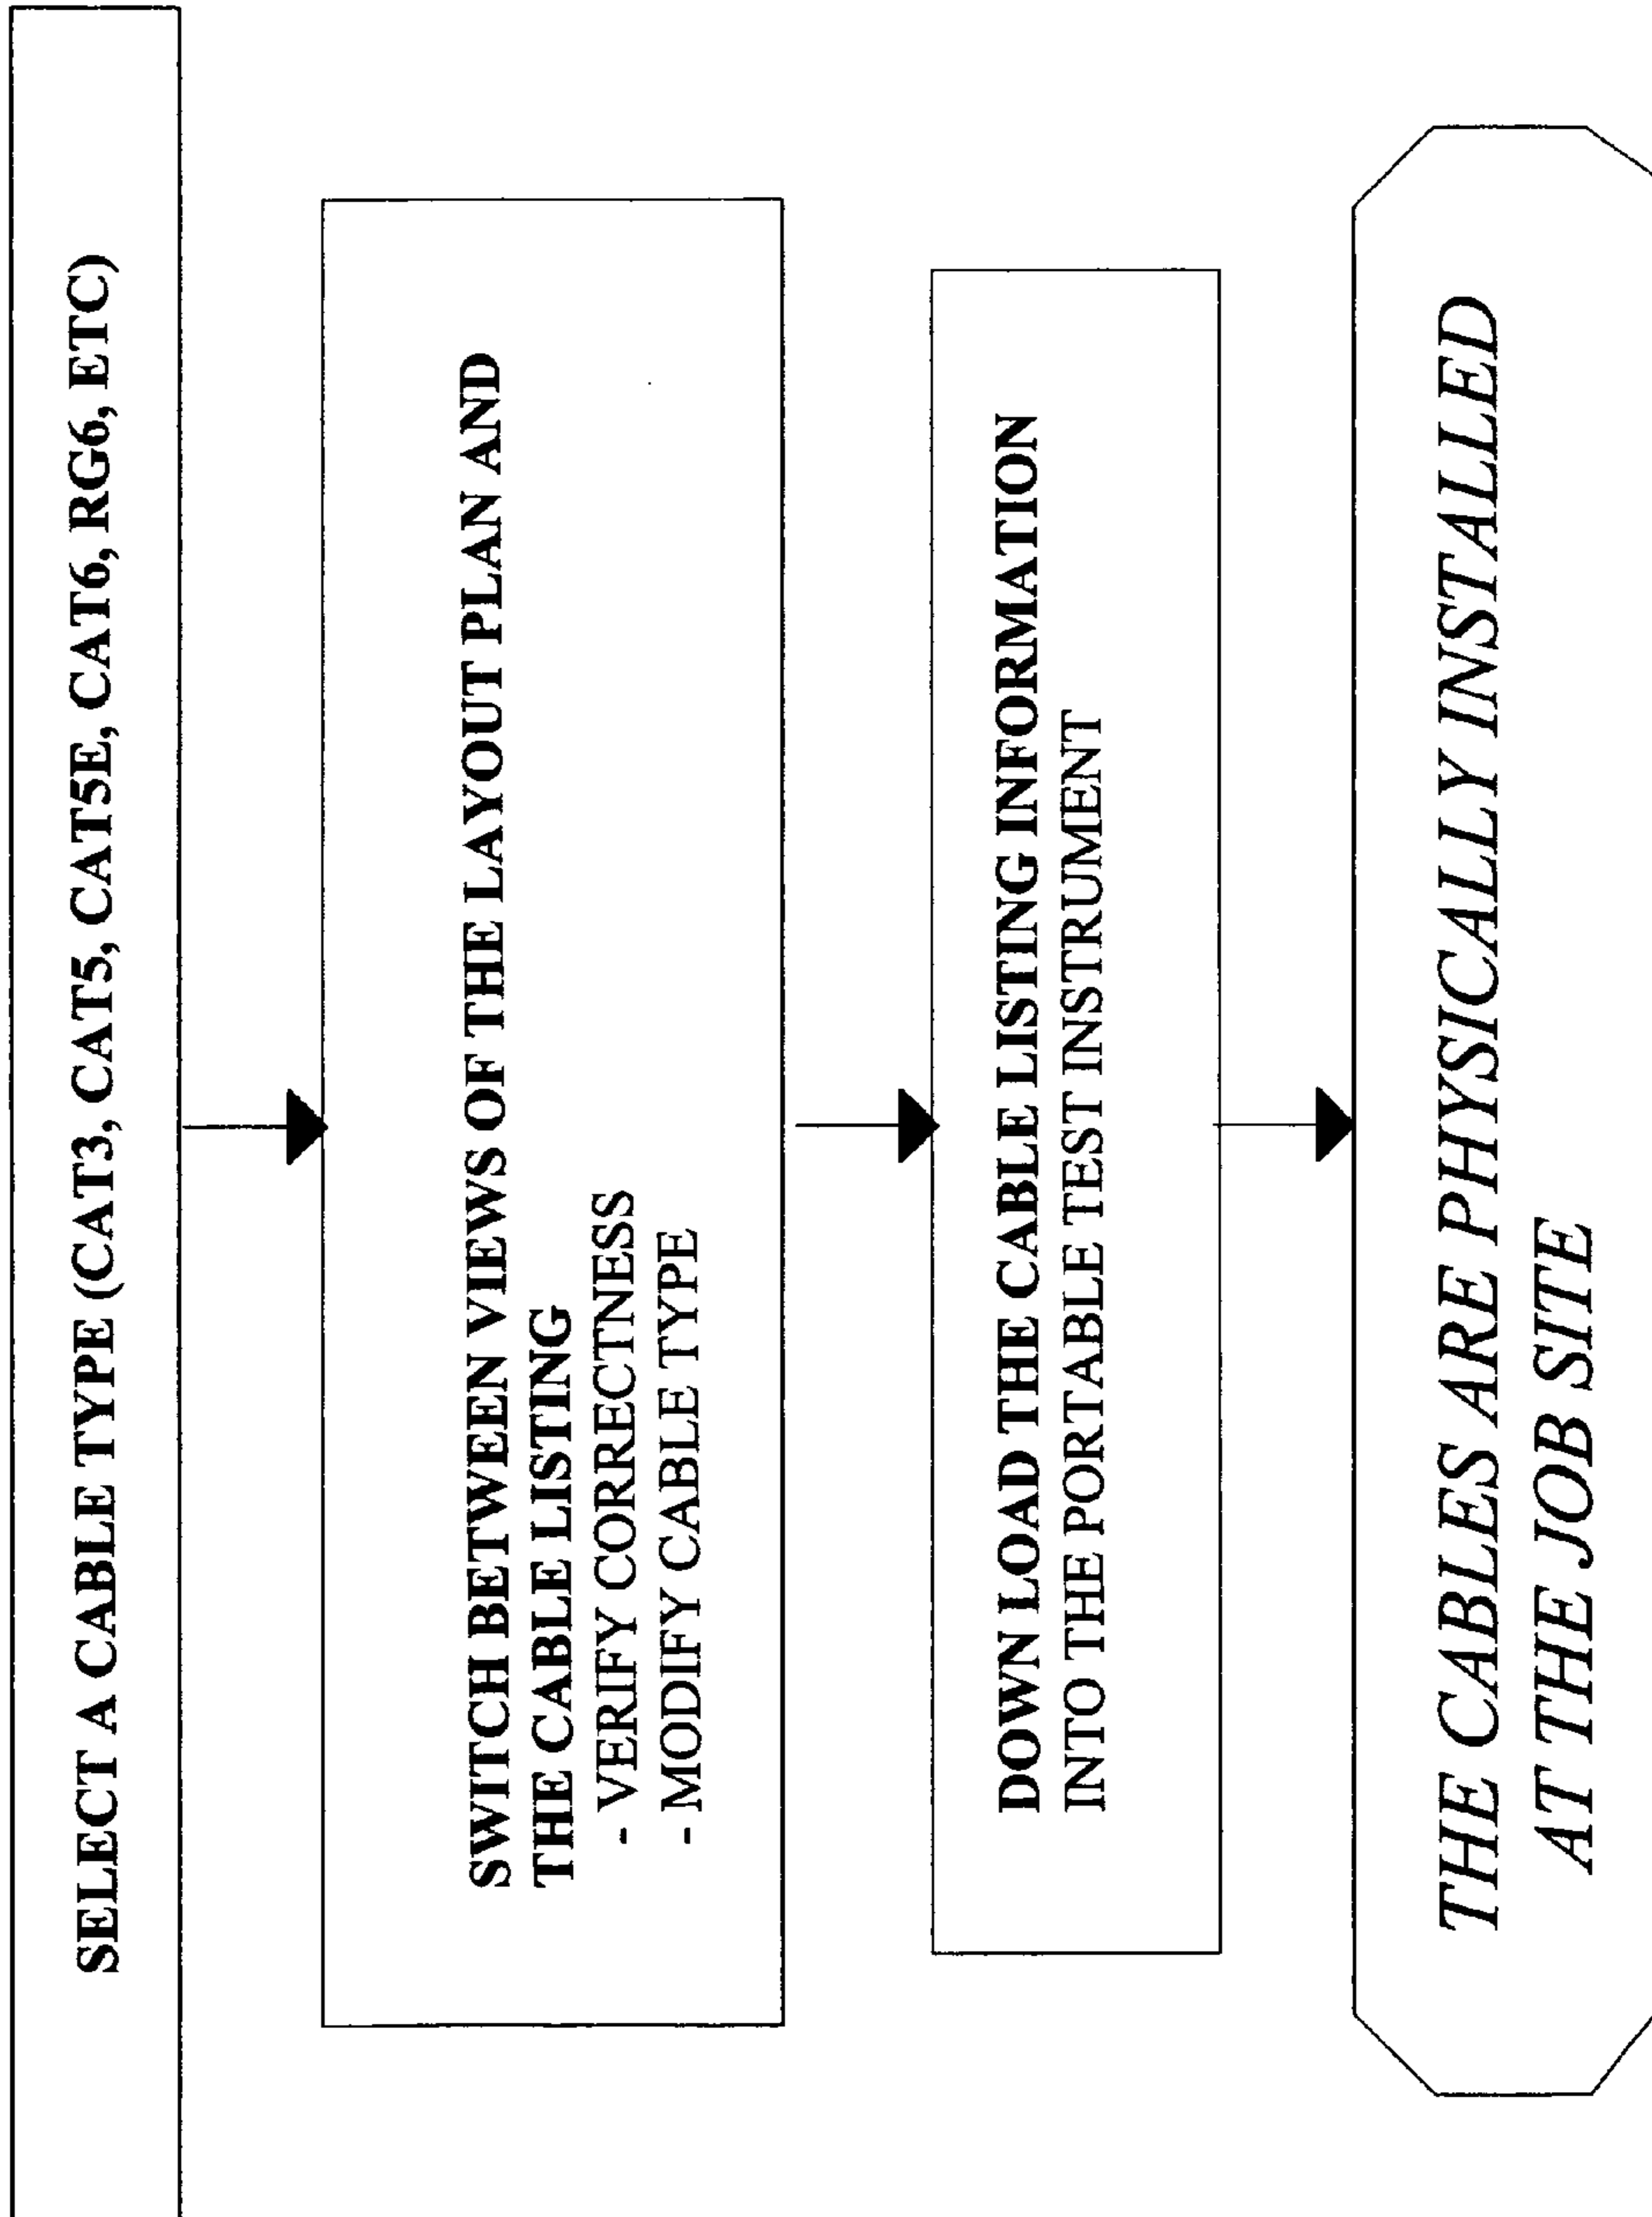 SELECT A CABLE TYPE (CAT3, CAT5, CAT5E, CAT6, RG6, ETC)
SWITCH BETWEEN VIEWS OF THE LAYOUT PLAN AND
THE CABLE LISTING
- VERIFY CORRECTNESS
- MODIFY CABLE TYPE
DOWN LOAD THE CABLE LISTING INFORMATION
INTO THE PORTABLE TEST INSTRUMENT
THE CABLES ARE PHYSICALLY INSTALLED
AT THE JOB SITE